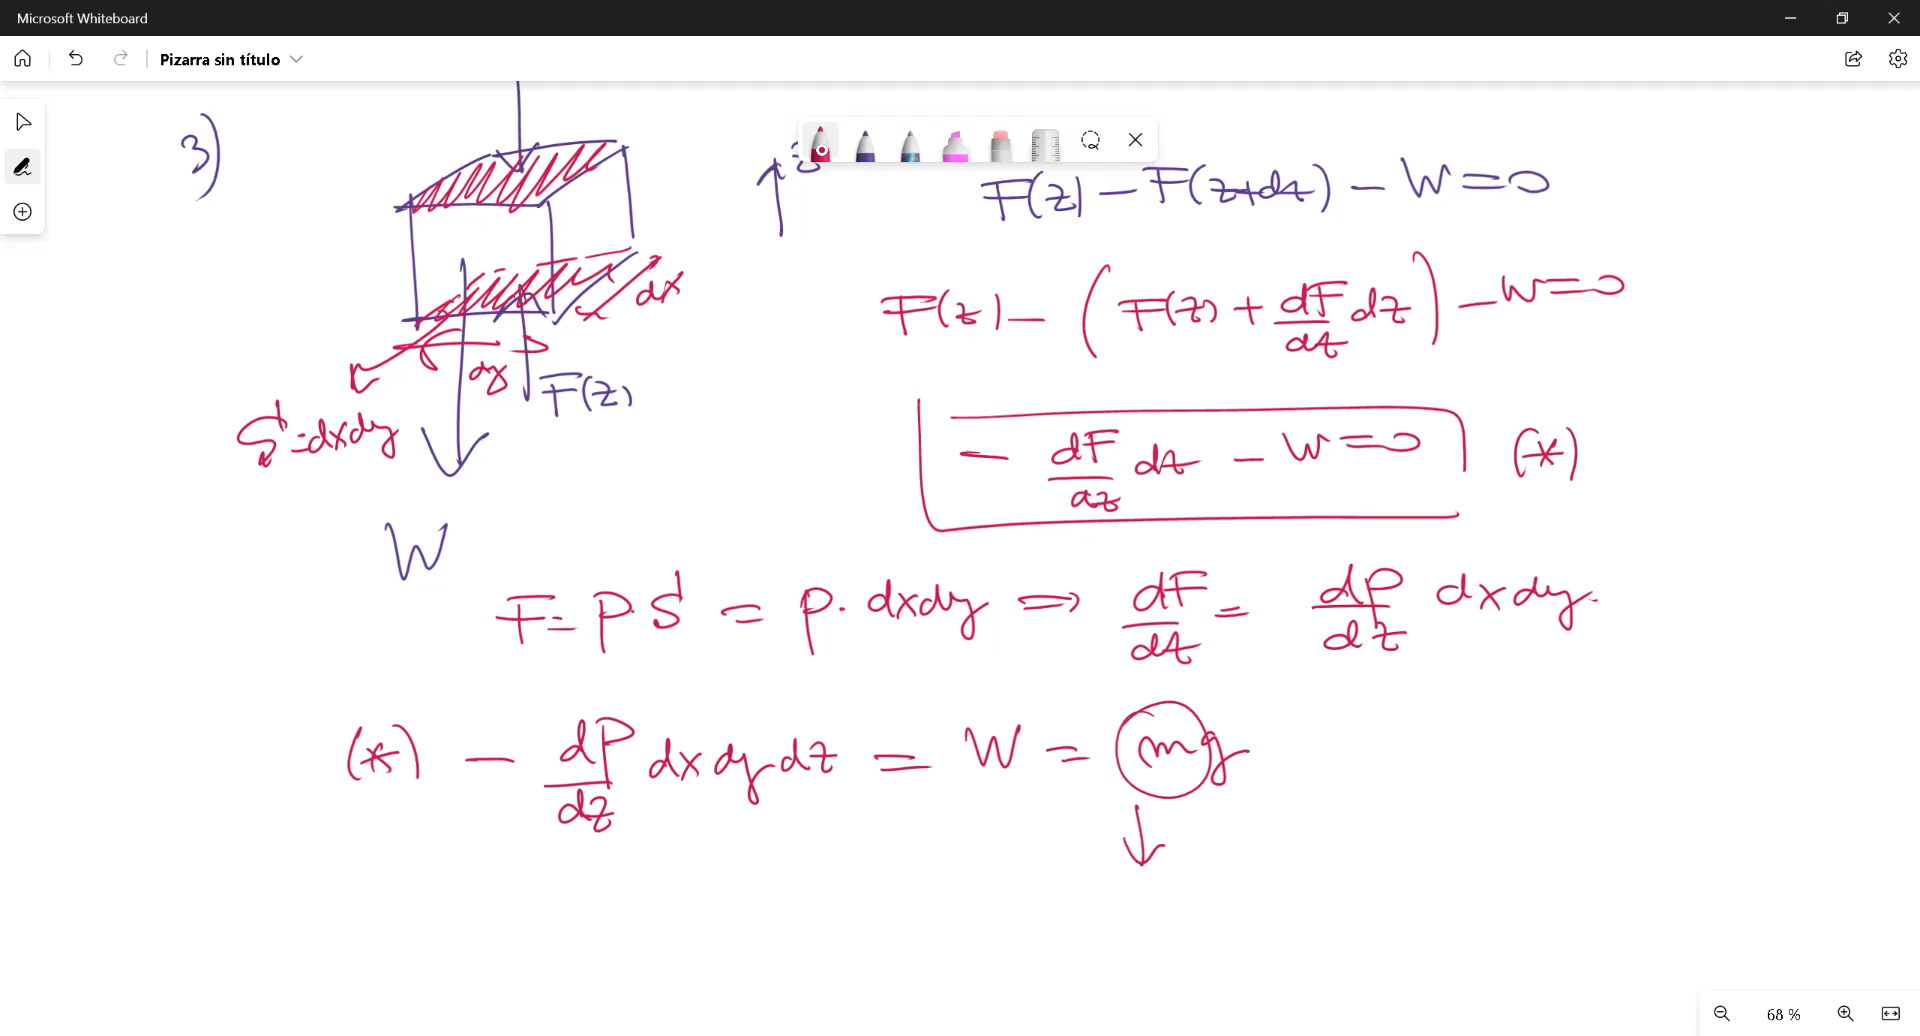 Microsoft Whiteboard
Pizarra sin título
3)
z
F(z) - F(z+dz) - W = 0
dx
F(z) - (F(z) + dF/dz dz) - W = 0
dy
F(z)
S = dxdy
- dF/dz dz - W = 0 (*)
W
F = P·S = P· dxdy ⇒ dF/dz = dP/dz dxdy.
(*) - dP/dz dxdydz = W = mg
68 %